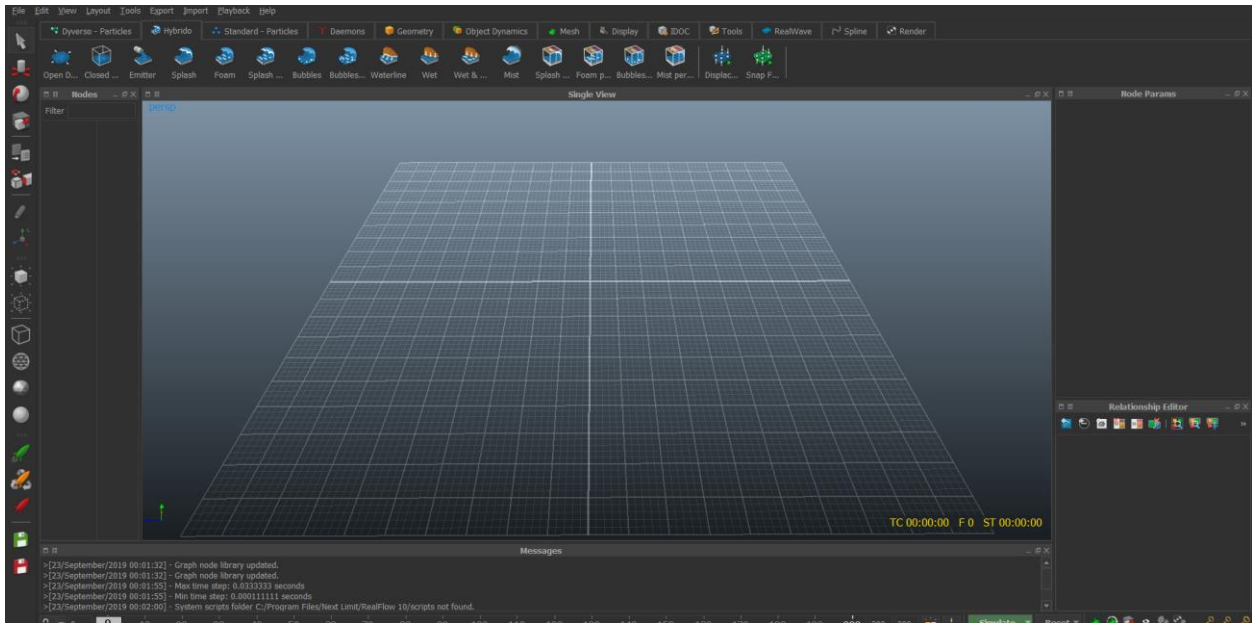 File Edit View Layout Tools Export Import Playback Help
Dyverso - Particles Hybrido Standard - Particles Daemons Geometry Object Dynamics Mesh Display IDOC Tools RealWave Spline Render
Open D... Closed ... Emitter Splash Foam Splash ... Bubbles Bubbles... Waterline Wet Wet & ... Mist Splash ... Foam p... Bubbles... Mist per... Displac... Snap F...
Nodes Single View Node Params
Filter
persp
TC 00:00:00 F 0 ST 00:00:00
Relationship Editor
Messages
>[23/September/2019 00:01:32] - Graph node library updated.
>[23/September/2019 00:01:32] - Graph node library updated.
>[23/September/2019 00:01:55] - Max time step: 0.0333333 seconds
>[23/September/2019 00:01:55] - Min time step: 0.000111111 seconds
>[23/September/2019 00:02:00] - System scripts folder C:/Program Files/Next Limit/RealFlow 10/scripts not found.
Simulate Reset